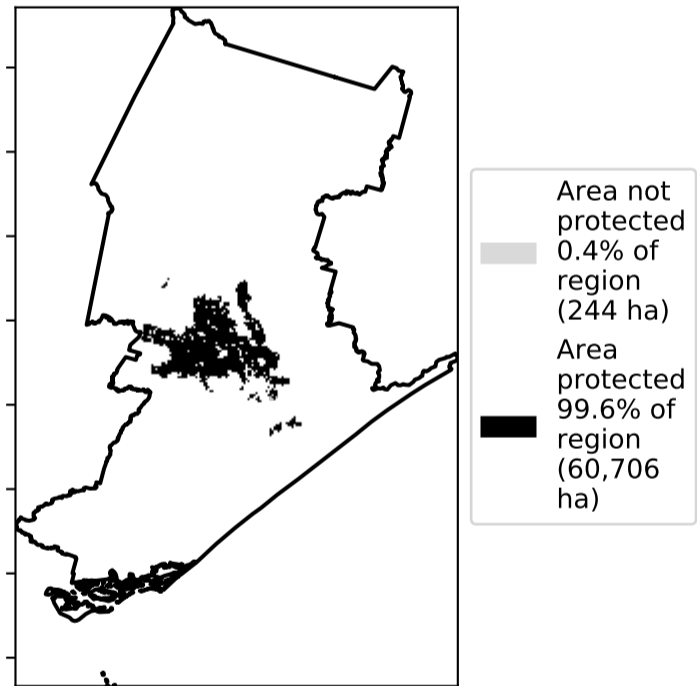 Area not
protected
0.4% of
region
(244 ha)
Area
protected
99.6% of
region
(60,706
ha)